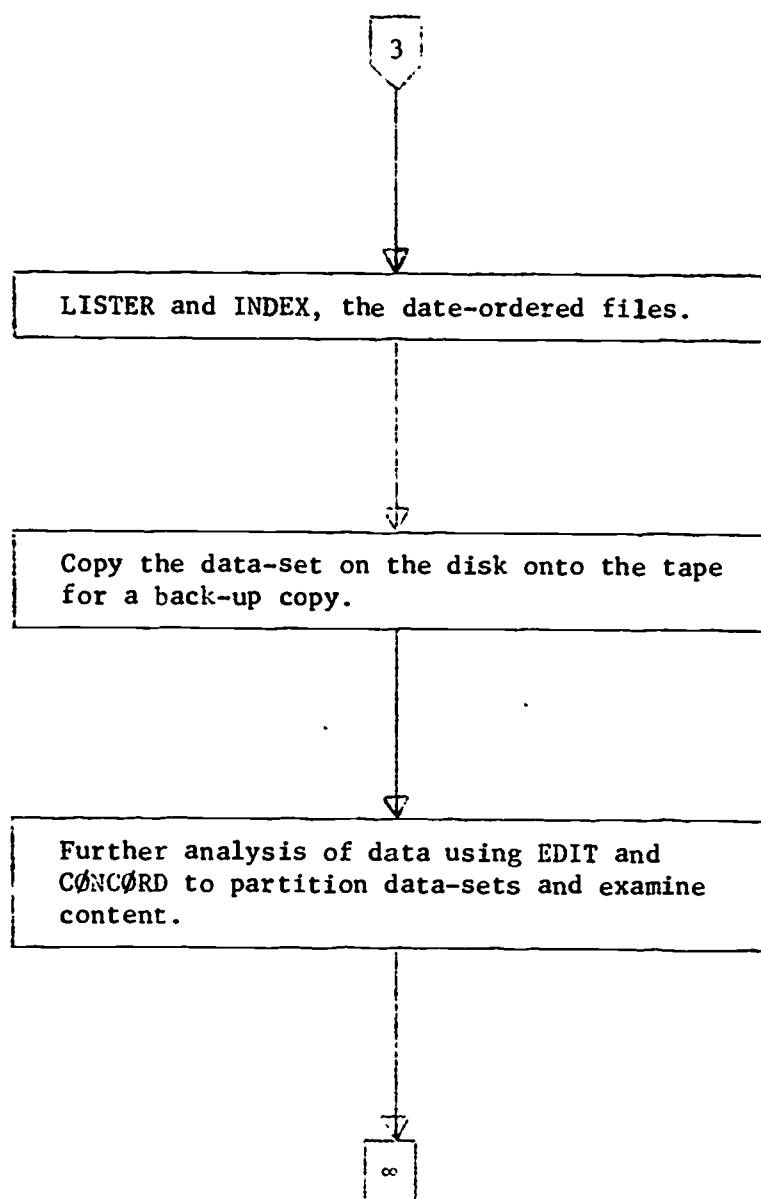 3
LISTER and INDEX, the date-ordered files.
Copy the data-set on the disk onto the tape
for a back-up copy.
Further analysis of data using EDIT and
CØNCØRD to partition data-sets and examine
content.
∞